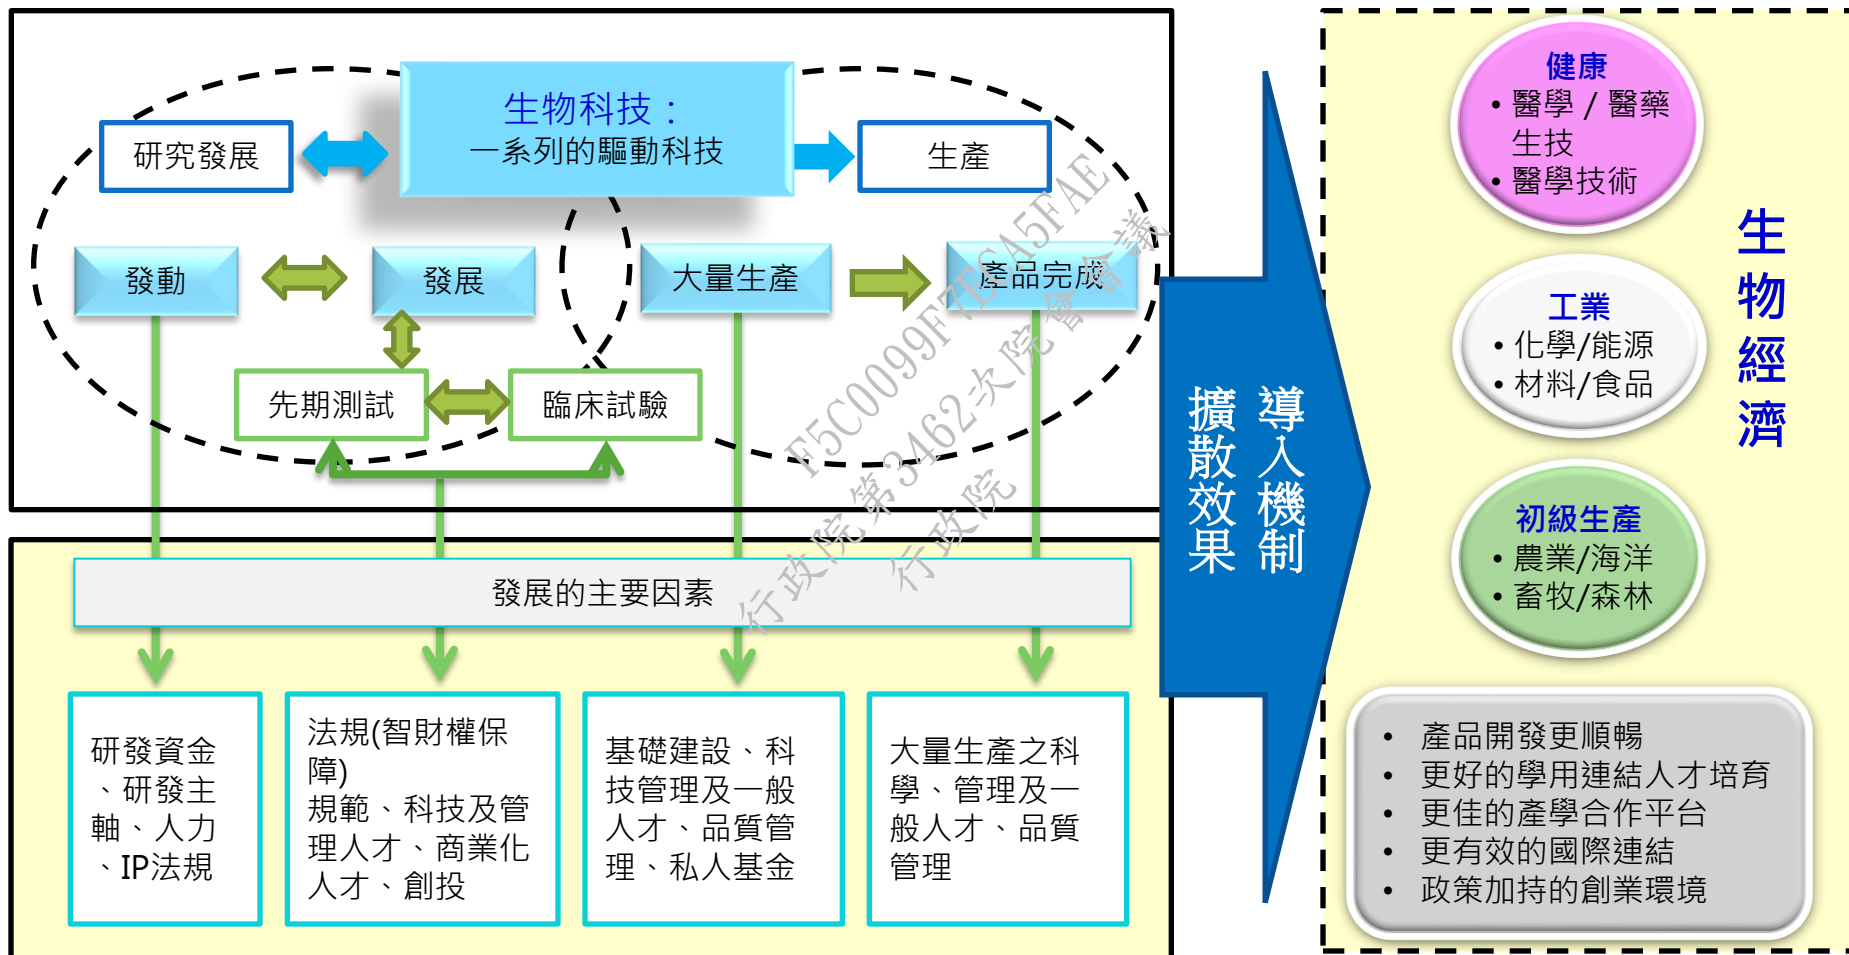 生物科技：
一系列的驅動科技
研究發展
生產
發動
發展
大量生產
產品完成
先期測試
臨床試驗
發展的主要因素
研發資金
、研發主
軸、人力
、IP法規
法規(智財權保
障)
規範、科技及管
理人才、商業化
人才、創投
基礎建設、科
技管理及一般
人才、品質管
理、私人基金
大量生產之科
學、管理及一
般人才、品質
管理
導入機制
擴散效果
生物經濟
健康
• 醫學 / 醫藥
生技
• 醫學技術
工業
• 化學/能源
• 材料/食品
初級生產
• 農業/海洋
• 畜牧/森林
• 產品開發更順暢
• 更好的學用連結人才培育
• 更佳的產學合作平台
• 更有效的國際連結
• 政策加持的創業環境
F5C0099F7ECA5FAE
行政院第3462次院會會議
行政院